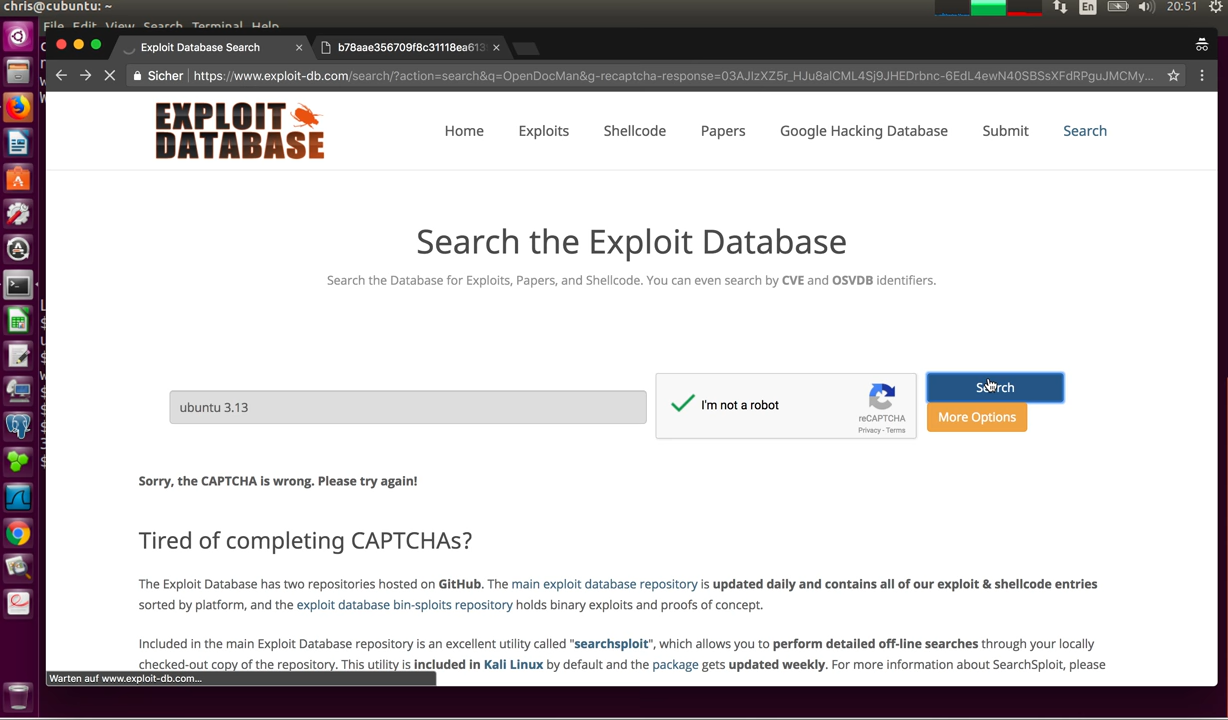 chris@cubuntu: ~
En
20:51
File Edit View Search Terminal Help
Exploit Database Search
b78aae356709f8c31118ea613
Sicher
https://www.exploit-db.com/search/?action=search&q=OpenDocMan&g-recaptcha-response=03AJlzXZ5r_HJu8alCML4Sj9JHEDrbnc-6EdL4ewN40SBSsXFdRPguJMCMy...
EXPLOIT
DATABASE
Home
Exploits
Shellcode
Papers
Google Hacking Database
Submit
Search
Search the Exploit Database
Search the Database for Exploits, Papers, and Shellcode. You can even search by CVE and OSVDB identifiers.
ubuntu 3.13
I'm not a robot
reCAPTCHA
Privacy - Terms
Search
More Options
Sorry, the CAPTCHA is wrong. Please try again!
Tired of completing CAPTCHAs?
The Exploit Database has two repositories hosted on GitHub. The main exploit database repository is updated daily and contains all of our exploit & shellcode entries
sorted by platform, and the exploit database bin-sploits repository holds binary exploits and proofs of concept.
Included in the main Exploit Database repository is an excellent utility called "searchsploit", which allows you to perform detailed off-line searches through your locally
checked-out copy of the repository. This utility is included in Kali Linux by default and the package gets updated weekly. For more information about SearchSploit, please
Warten auf www.exploit-db.com...